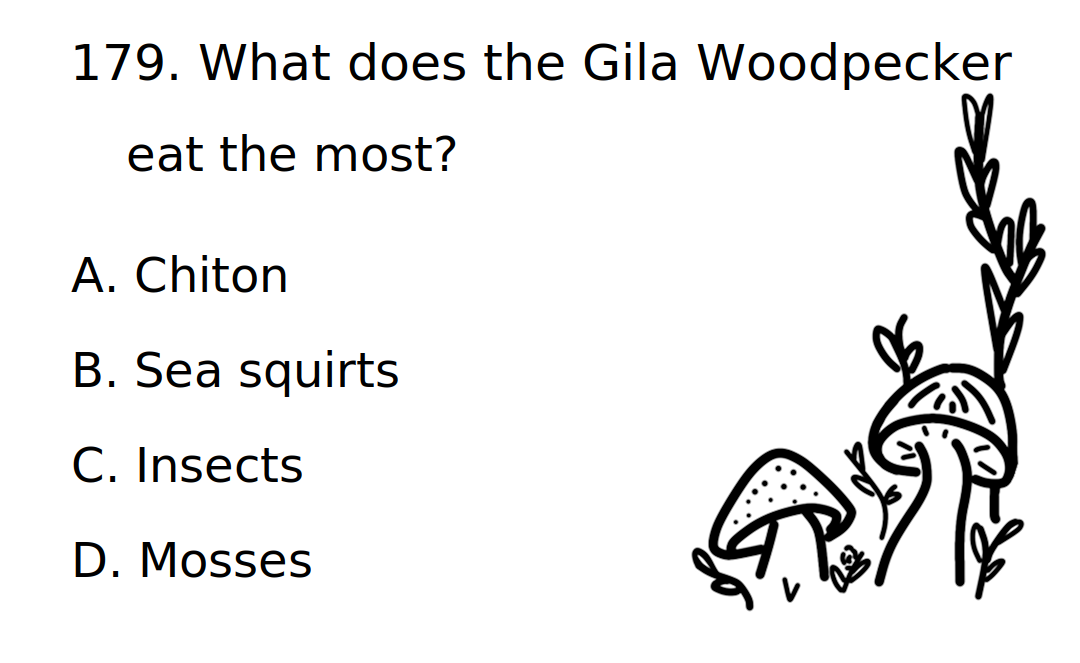 179. What does the Gila Woodpecker
eat the most?
A. Chiton
B. Sea squirts
C. Insects
D. Mosses